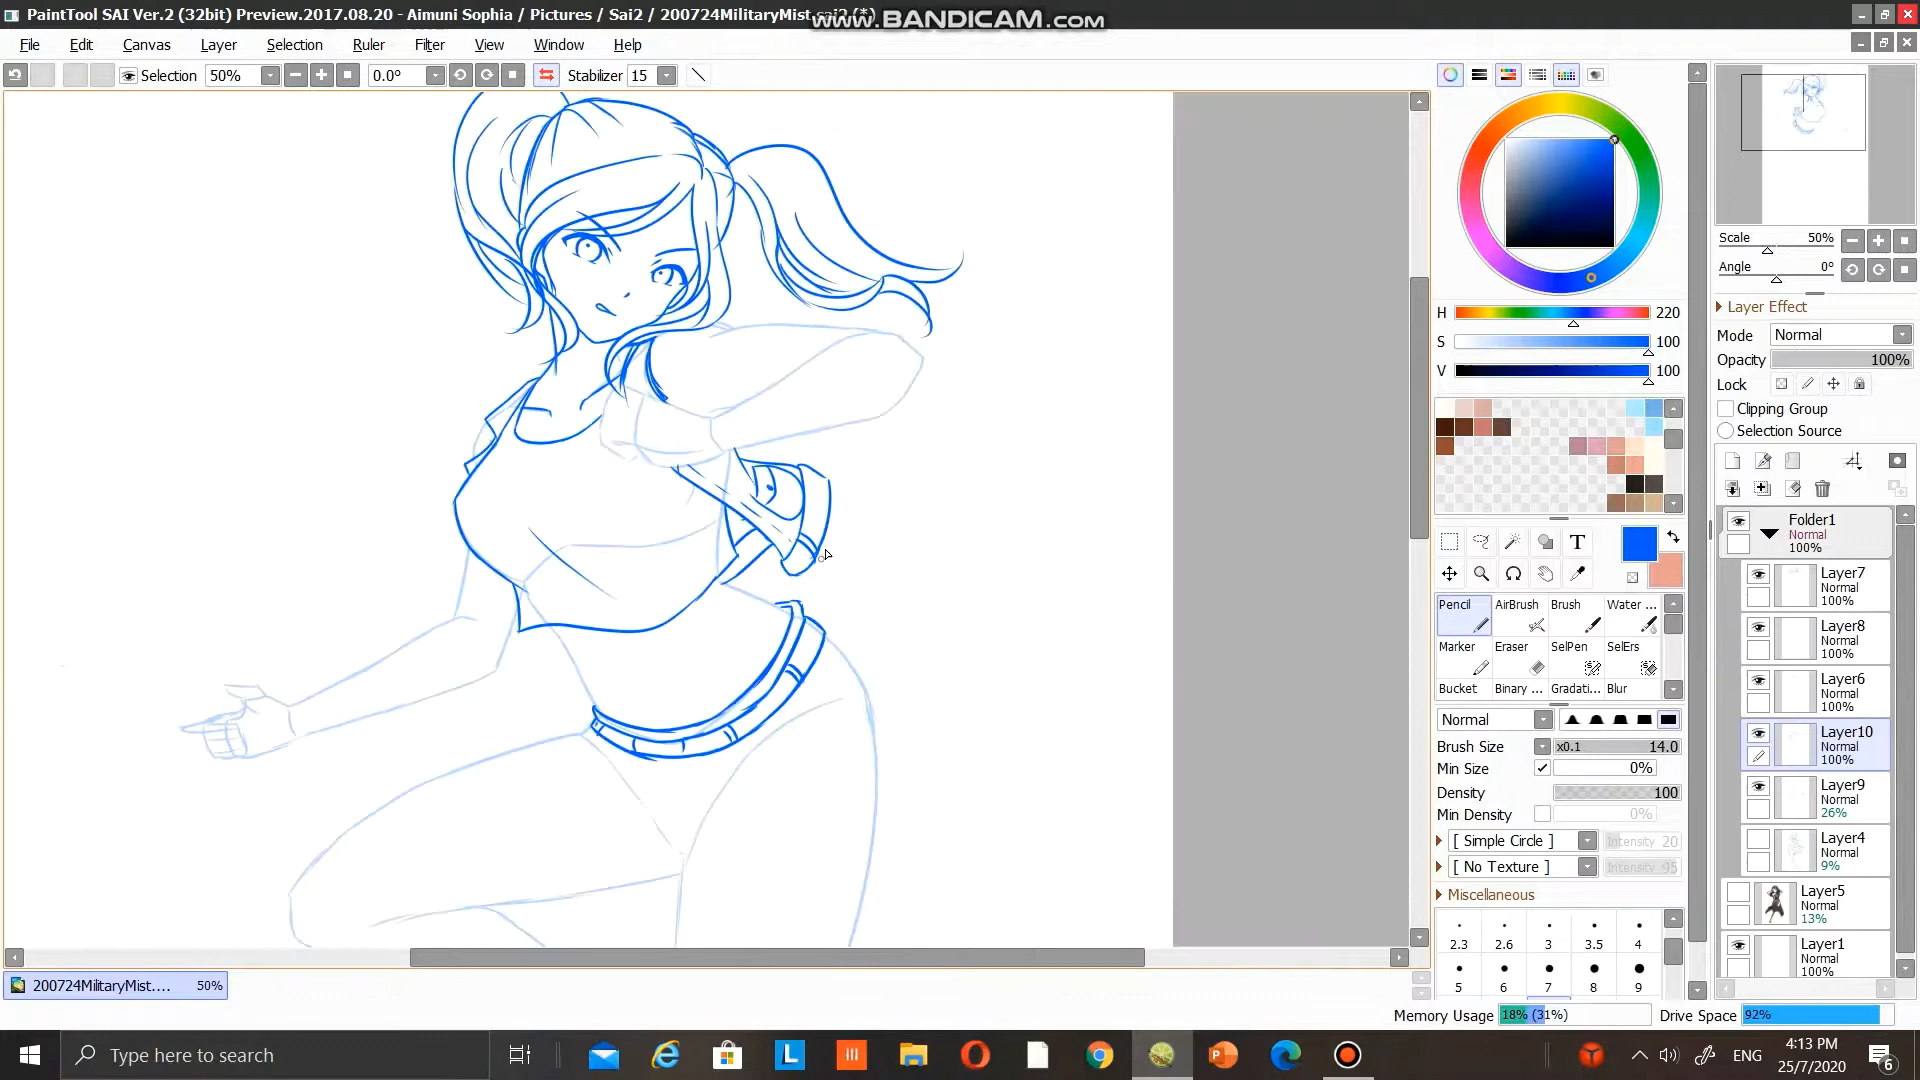 PaintTool SAI Ver.2 (32bit) Preview.2017.08.20 - Aimuni Sophia / Pictures / Sai2 / 200724MilitaryMist.sai2 (*)
www.BANDICAM.com
File Edit Canvas Layer Selection Ruler Filter View Window Help
Selection 50% 0.0° Stabilizer 15
Scale 50%
Angle 0°
H 220
S 100
V 100
Layer Effect
Mode Normal
Opacity 100%
Lock
Clipping Group
Selection Source
T
Pencil AirBrush Brush Water ...
Marker Eraser SelPen SelErs
Bucket Binary ... Gradati... Blur
Normal
Brush Size x0.1 14.0
Min Size 0%
Density 100
Min Density 0%
[ Simple Circle ] Intensity 20
[ No Texture ] Intensity 95
Miscellaneous
2.3 2.6 3 3.5 4
5 6 7 8 9
Folder1
Normal
100%
Layer7
Normal
100%
Layer8
Normal
100%
Layer6
Normal
100%
Layer10
Normal
100%
Layer9
Normal
26%
Layer4
Normal
9%
Layer5
Normal
13%
Layer1
Normal
100%
200724MilitaryMist.... 50%
Memory Usage 18% (31%) Drive Space 92%
Type here to search
L
ENG
4:13 PM
25/7/2020
6